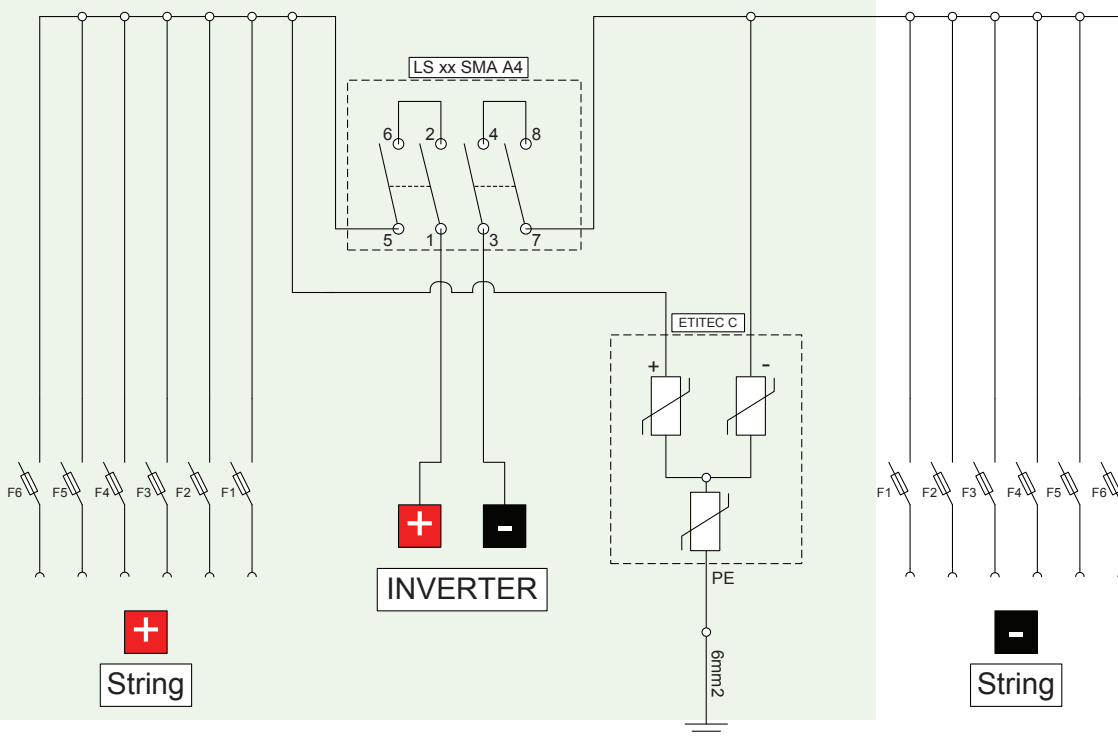 LS xx SMA A4
6 2 4 8
5 1 3 7
ETITEC C
+ -
F6 F5 F4 F3 F2 F1
F1 F2 F3 F4 F5 F6
+ -
INVERTER
PE
6mm2
+
String
-
String